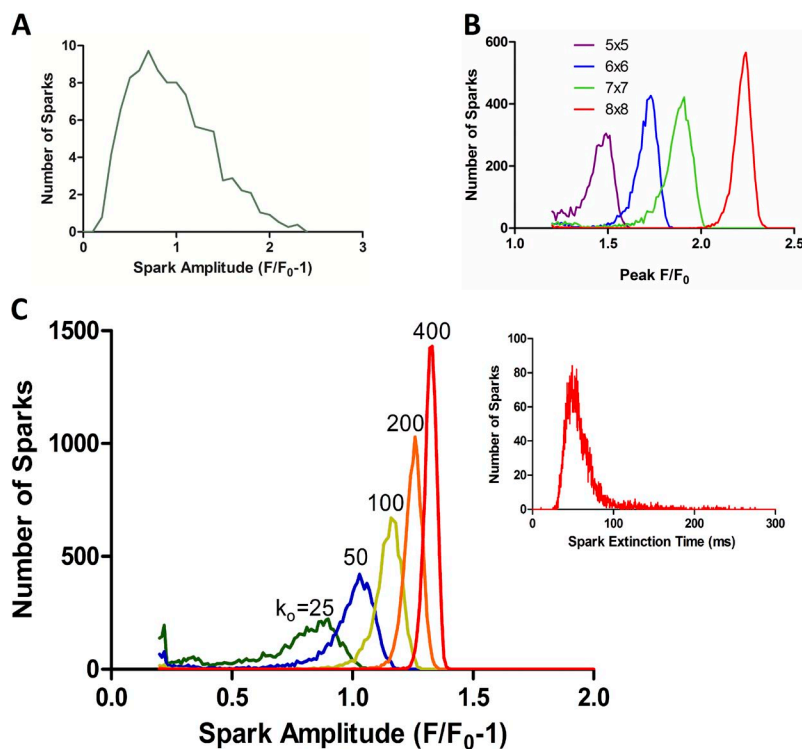 A
Number of Sparks
10
8
6
4
2
0
0
1
2
3
Spark Amplitude (F/F0-1)
B
Number of Sparks
600
400
200
0
5x5
6x6
7x7
8x8
1.0
1.5
2.0
2.5
Peak F/F0
C
Number of Sparks
1500
1000
500
0
ko=25
50
100
200
400
0.0
0.5
1.0
1.5
2.0
Spark Amplitude (F/F0-1)
Number of Sparks
100
80
60
40
20
0
0
100
200
300
Spark Extinction Time (ms)